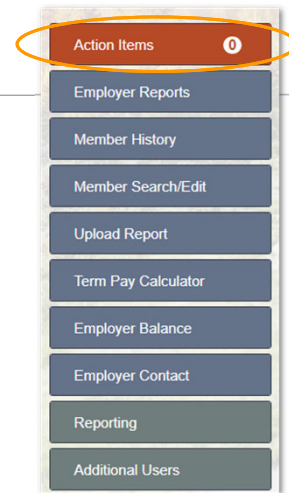 Action Items 0
Employer Reports
Member History
Member Search/Edit
Upload Report
Term Pay Calculator
Employer Balance
Employer Contact
Reporting
Additional Users